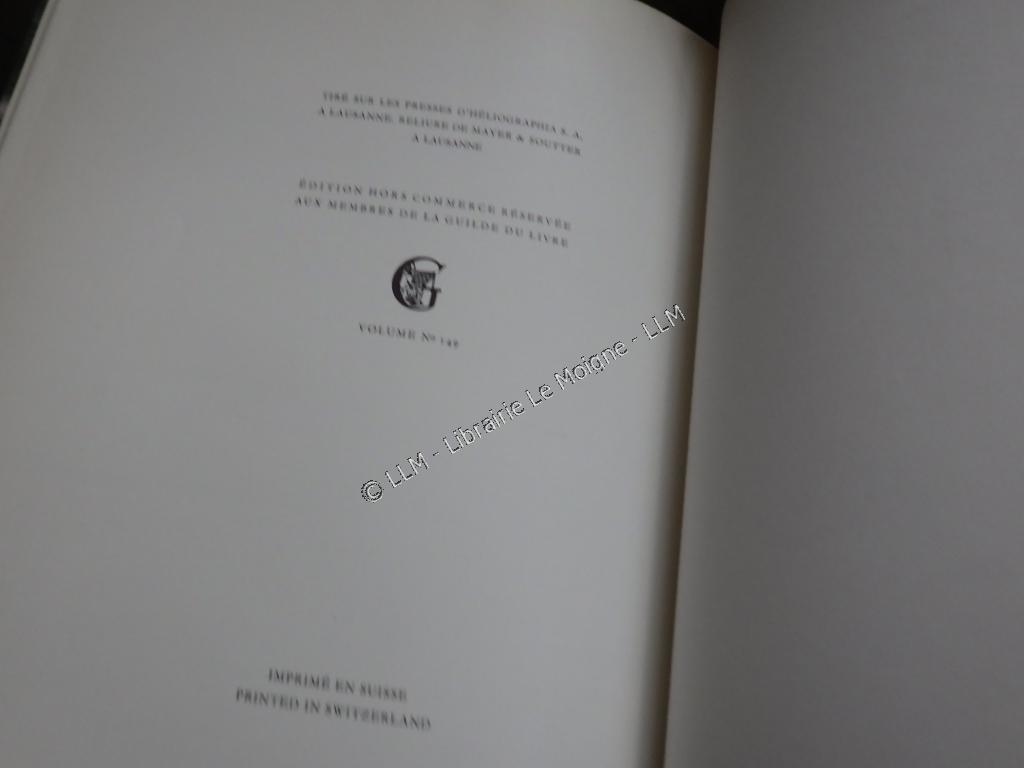 TIRÉ SUR LES PRESSES D'HÉLIOGRAPHIA S. A.
A LAUSANNE. RELIURE DE MAYER & SOUTTER
A LAUSANNE
ÉDITION HORS COMMERCE RÉSERVÉE
AUX MEMBRES DE LA GUILDE DU LIVRE
G
VOLUME Nº
© LLM - Librairie Le Moigne - LLM
IMPRIMÉ EN SUISSE
PRINTED IN SWITZERLAND